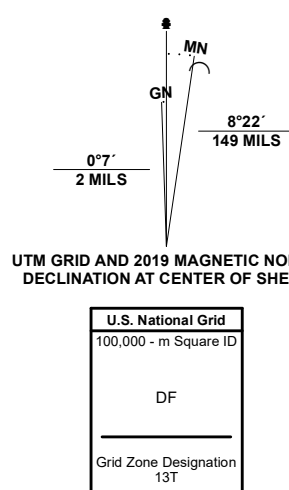 MN
GN
8°22´
149 MILS
0°7´
2 MILS
UTM GRID AND 2019 MAGNETIC NO
DECLINATION AT CENTER OF SHE
U.S. National Grid
100,000 - m Square ID
DF
Grid Zone Designation
13T